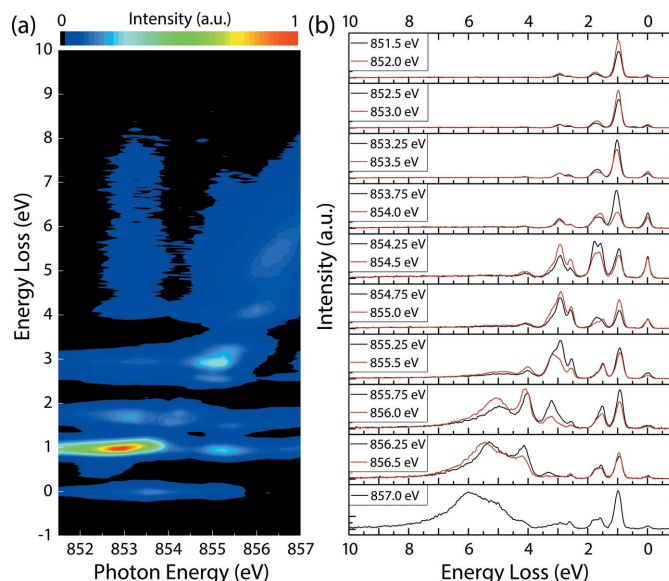 (a) Intensity (a.u.)
0 1
Energy Loss (eV)
10
9
8
7
6
5
4
3
2
1
0
-1
852 853 854 855 856 857
Photon Energy (eV)
(b)
10 8 6 4 2 0
Intensity (a.u.)
851.5 eV
852.0 eV
852.5 eV
853.0 eV
853.25 eV
853.5 eV
853.75 eV
854.0 eV
854.25 eV
854.5 eV
854.75 eV
855.0 eV
855.25 eV
855.5 eV
855.75 eV
856.0 eV
856.25 eV
856.5 eV
857.0 eV
10 8 6 4 2 0
Energy Loss (eV)